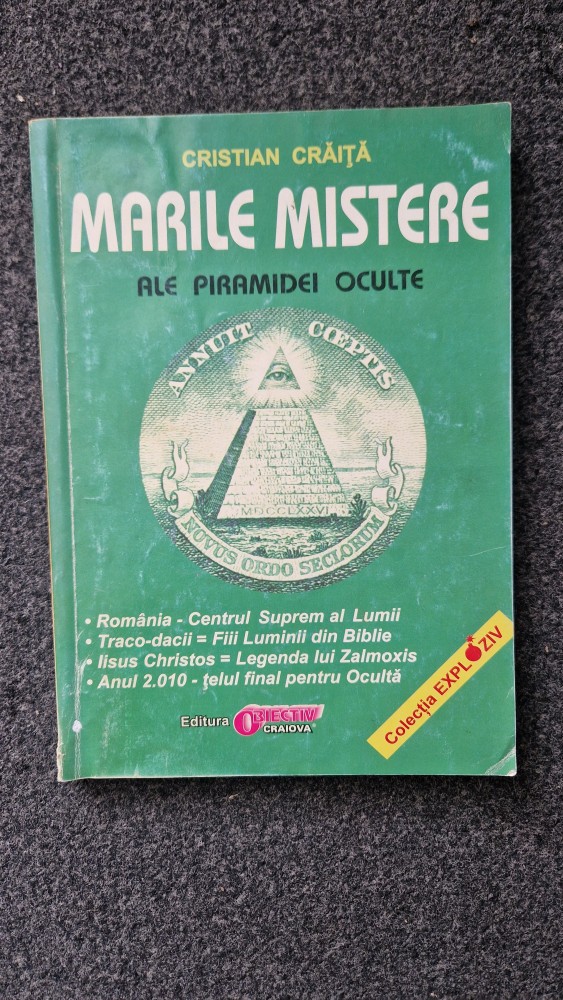 CRISTIAN CRĂIŢĂ
MARILE MISTERE
ALE PIRAMIDEI OCULTE
ANNUIT CŒPTIS
MDCCLXXVI
NOVUS ORDO SECLORUM
• România - Centrul Suprem al Lumii
• Traco-dacii = Fiii Luminii din Biblie
• Iisus Christos = Legenda lui Zalmoxis
• Anul 2.010 - ţelul final pentru Ocultă
Editura OBIECTIV
CRAIOVA
Colecţia EXPLOZIV